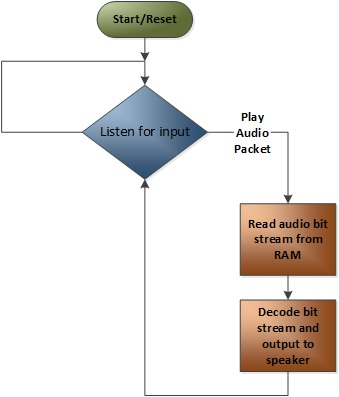 Start/Reset
Listen for input
Play
Audio
Packet
Read audio bit
stream from
RAM
Decode bit
stream and
output to
speaker